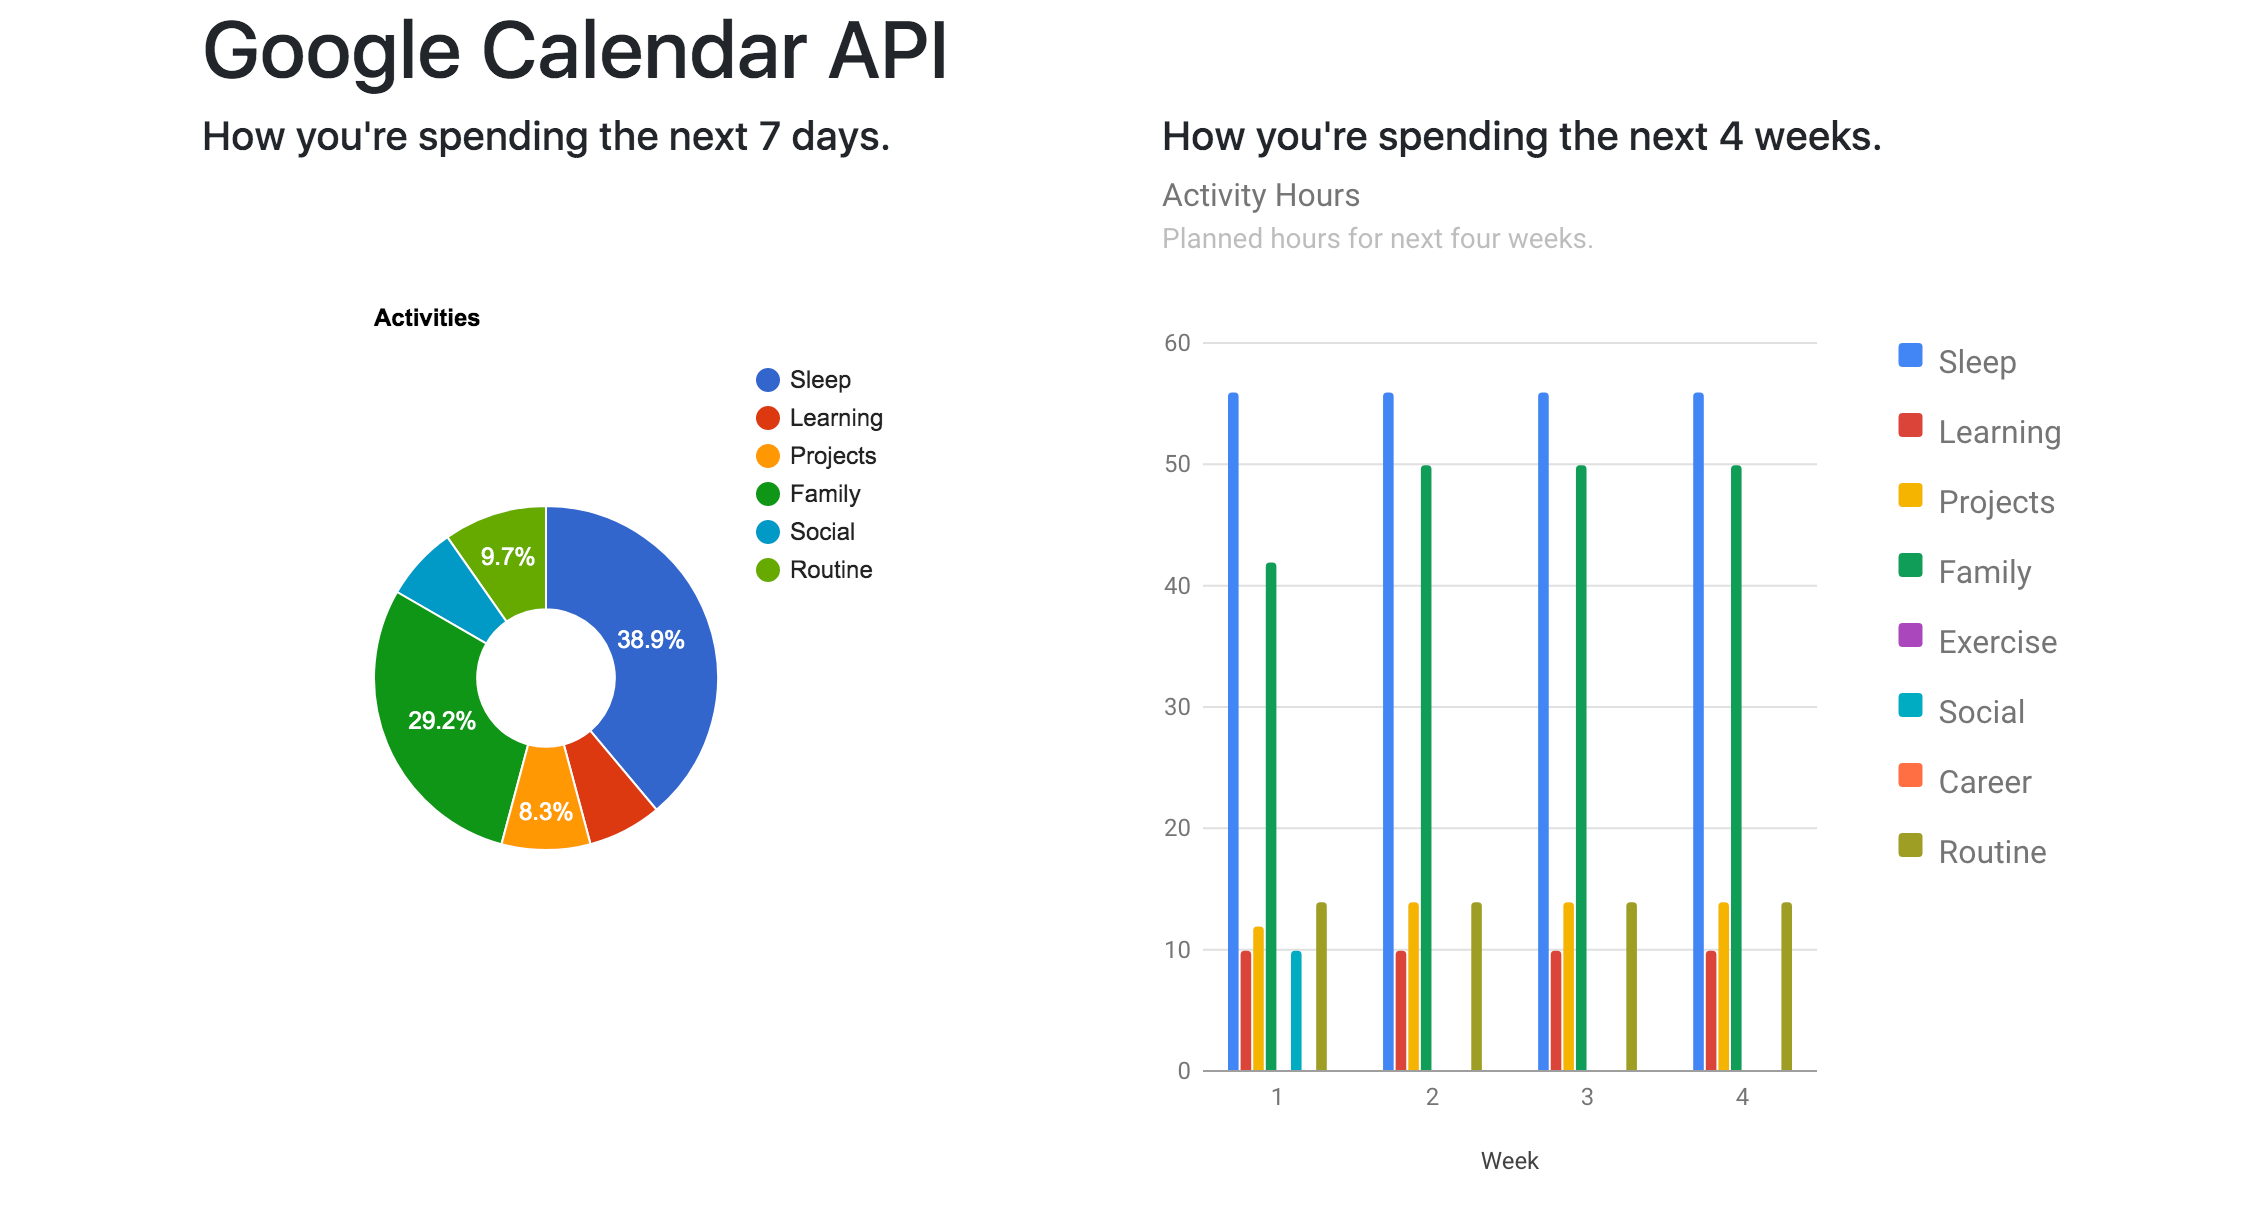 Google Calendar API
How you're spending the next 7 days.
Activities
Sleep
Learning
Projects
Family
Social
Routine
9.7%
38.9%
29.2%
8.3%
How you're spending the next 4 weeks.
Activity Hours
Planned hours for next four weeks.
60
50
40
30
20
10
0
1 2 3 4
Week
Sleep
Learning
Projects
Family
Exercise
Social
Career
Routine